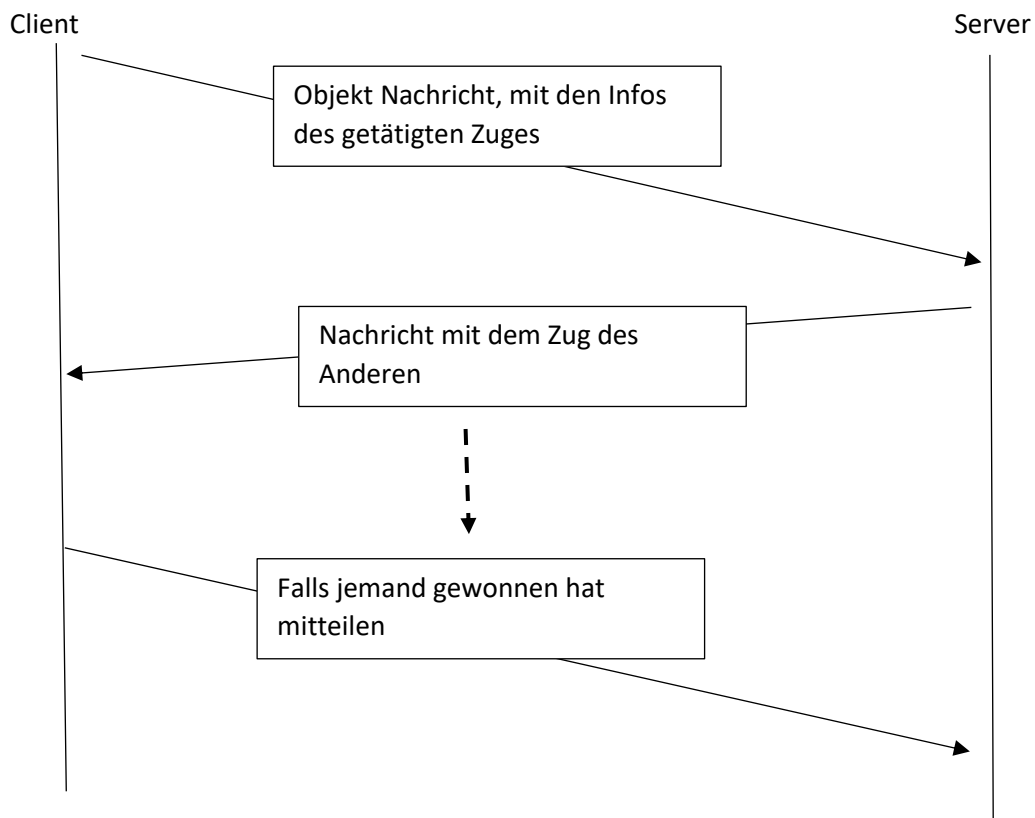 Client
Server
Objekt Nachricht, mit den Infos
des getätigten Zuges
Nachricht mit dem Zug des
Anderen
Falls jemand gewonnen hat
mitteilen